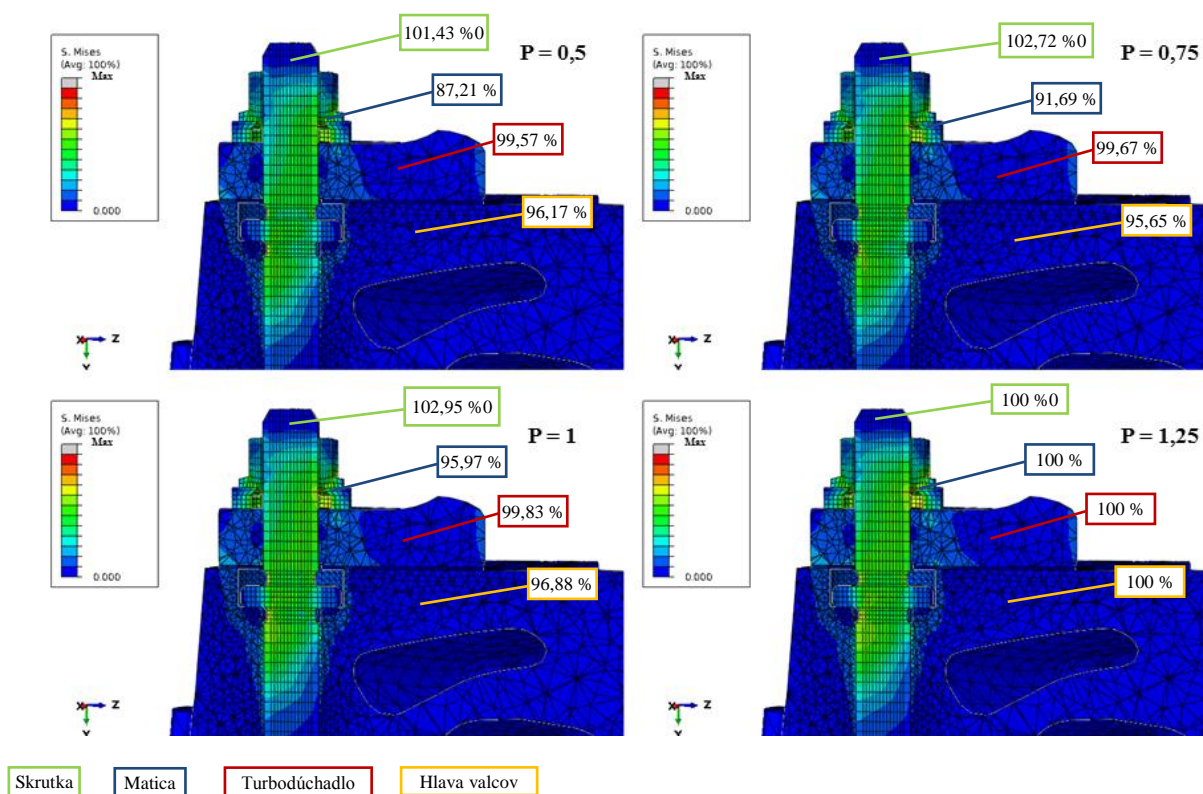 S. Mises
(Avg: 100%)
Max
0.000
101,43 %0
P = 0,5
87,21 %
99,57 %
96,17 %
X Z
Y
S. Mises
(Avg: 100%)
Max
0.000
102,72 %0
P = 0,75
91,69 %
99,67 %
95,65 %
X Z
Y
S. Mises
(Avg: 100%)
Max
0.000
102,95 %0
P = 1
95,97 %
99,83 %
96,88 %
X Z
Y
S. Mises
(Avg: 100%)
Max
0.000
100 %0
P = 1,25
100 %
100 %
100 %
X Z
Y
Skrutka
Matica
Turbodúchadlo
Hlava valcov